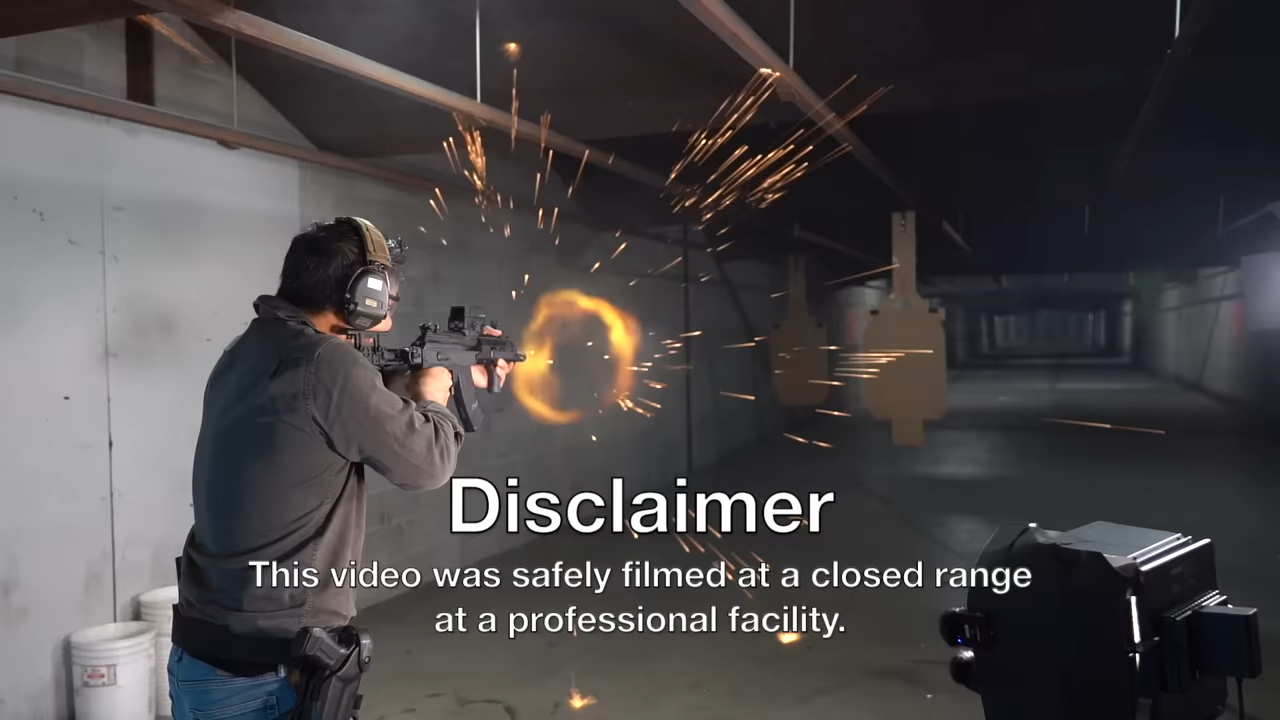 Disclaimer
This video was safely filmed at a closed range
at a professional facility.